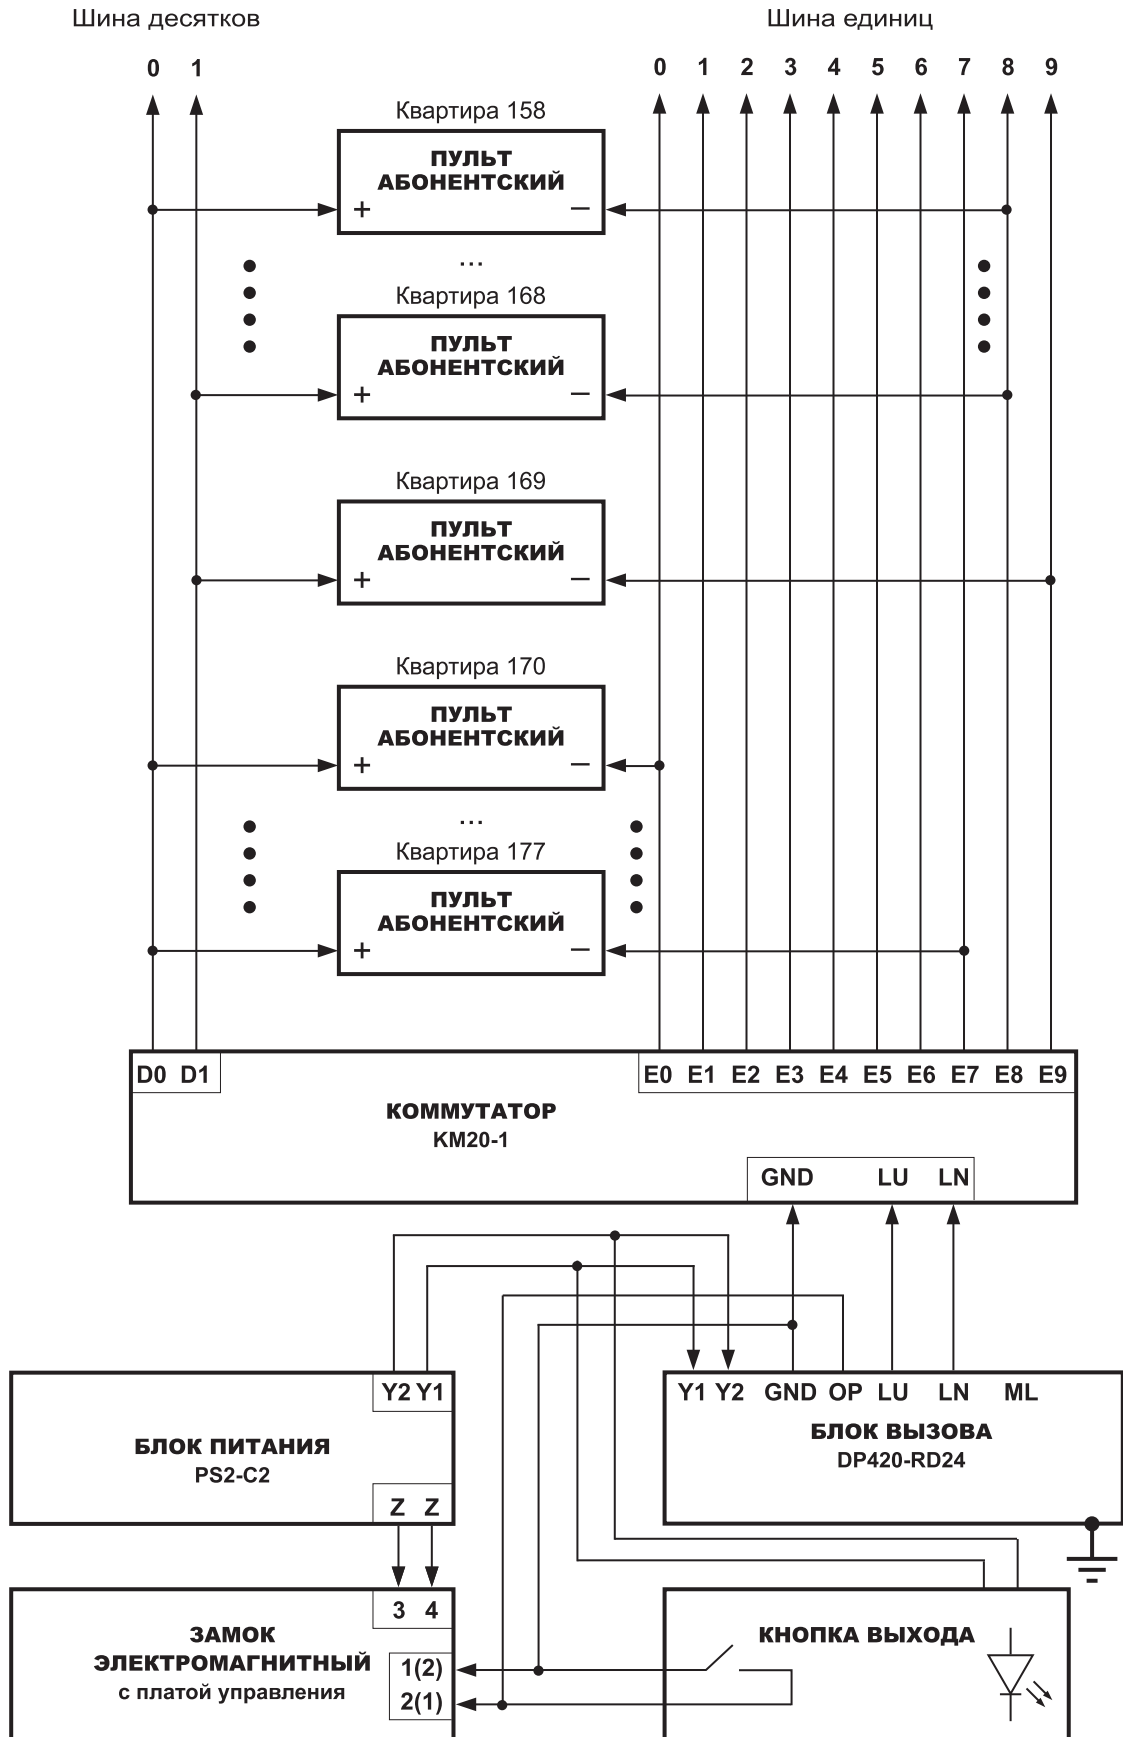 Шина десятков
Шина единиц
0 1
0 1 2 3 4 5 6 7 8 9
Квартира 158
ПУЛЬТ
АБОНЕНТСКИЙ
+ −
...
Квартира 168
ПУЛЬТ
АБОНЕНТСКИЙ
+ −
Квартира 169
ПУЛЬТ
АБОНЕНТСКИЙ
+ −
Квартира 170
ПУЛЬТ
АБОНЕНТСКИЙ
+ −
...
Квартира 177
ПУЛЬТ
АБОНЕНТСКИЙ
+ −
D0 D1
E0 E1 E2 E3 E4 E5 E6 E7 E8 E9
КОММУТАТОР
KM20-1
GND LU LN
Y2 Y1
БЛОК ПИТАНИЯ
PS2-C2
Z Z
Y1 Y2 GND OP LU LN ML
БЛОК ВЫЗОВА
DP420-RD24
3 4
ЗАМОК
ЭЛЕКТРОМАГНИТНЫЙ
с платой управления
1(2)
2(1)
КНОПКА ВЫХОДА